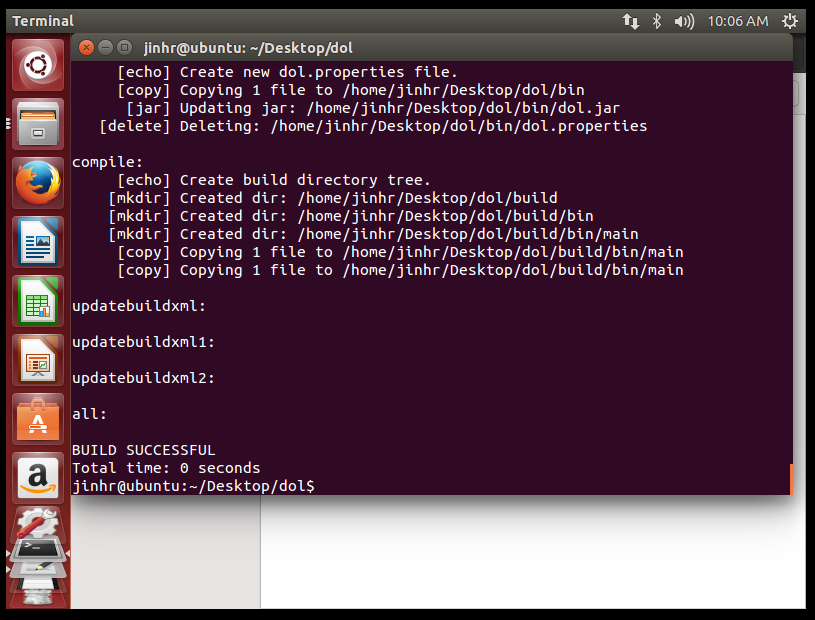 Terminal
10:06 AM
jinhr@ubuntu: ~/Desktop/dol
[echo] Create new dol.properties file.
[copy] Copying 1 file to /home/jinhr/Desktop/dol/bin
[jar] Updating jar: /home/jinhr/Desktop/dol/bin/dol.jar
[delete] Deleting: /home/jinhr/Desktop/dol/bin/dol.properties
compile:
[echo] Create build directory tree.
[mkdir] Created dir: /home/jinhr/Desktop/dol/build
[mkdir] Created dir: /home/jinhr/Desktop/dol/build/bin
[mkdir] Created dir: /home/jinhr/Desktop/dol/build/bin/main
[copy] Copying 1 file to /home/jinhr/Desktop/dol/build/bin/main
[copy] Copying 1 file to /home/jinhr/Desktop/dol/build/bin/main
updatebuildxml:
updatebuildxml1:
updatebuildxml2:
all:
BUILD SUCCESSFUL
Total time: 0 seconds
jinhr@ubuntu:~/Desktop/dol$